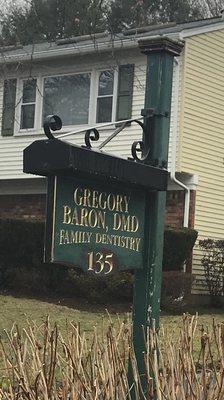 GREGORY
BARON, DMD
FAMILY DENTISTRY
135